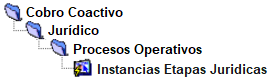 Cobro Coactivo
Jurídico
Procesos Operativos
Instancias Etapas Juridicas